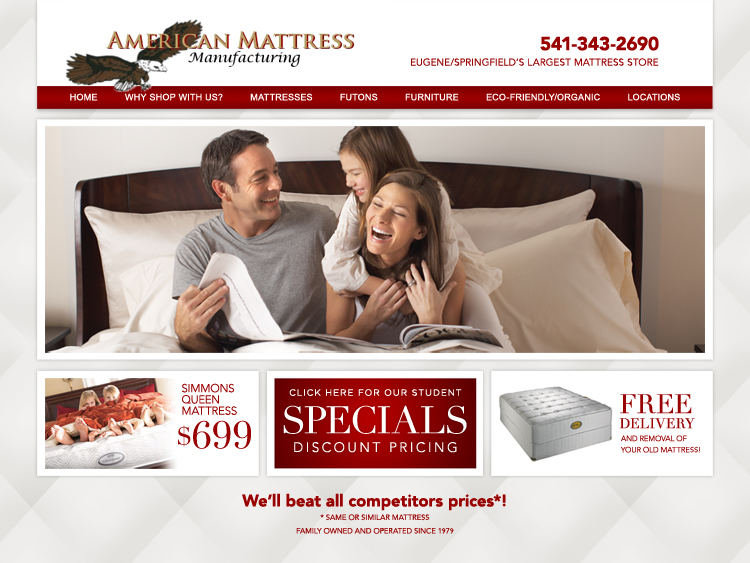 AMERICAN MATTRESS
Manufacturing
541-343-2690
EUGENE/SPRINGFIELD'S LARGEST MATTRESS STORE
HOME WHY SHOP WITH US? MATTRESSES FUTONS FURNITURE ECO-FRIENDLY/ORGANIC LOCATIONS
SIMMONS
QUEEN
MATTRESS
$699
CLICK HERE FOR OUR STUDENT
SPECIALS
DISCOUNT PRICING
FREE
DELIVERY
AND REMOVAL OF
YOUR OLD MATTRESS!
We'll beat all competitors prices*!
* SAME OR SIMILAR MATTRESS
FAMILY OWNED AND OPERATED SINCE 1979